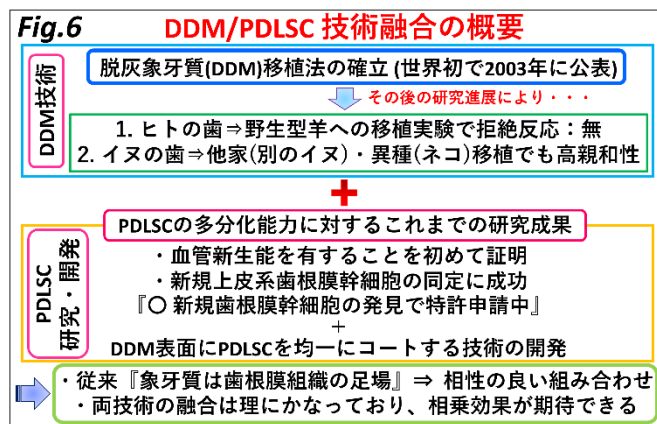 Fig.6 DDM/PDLSC 技術融合の概要
DDM技術
脱灰象牙質(DDM)移植法の確立 (世界初で2003年に公表)
その後の研究進展により・・・
1. ヒトの歯⇒野生型羊への移植実験で拒絶反応：無
2. イヌの歯⇒他家(別のイヌ)・異種(ネコ)移植でも高親和性
+
PDLSC
研究・開発
PDLSCの多分化能力に対するこれまでの研究成果
・血管新生能を有することを初めて証明
・新規上皮系歯根膜幹細胞の同定に成功
『〇 新規歯根膜幹細胞の発見で特許申請中』
+
DDM表面にPDLSCを均一にコートする技術の開発
・従来『象牙質は歯根膜組織の足場』⇒ 相性の良い組み合わせ
・両技術の融合は理にかなっており、相乗効果が期待できる